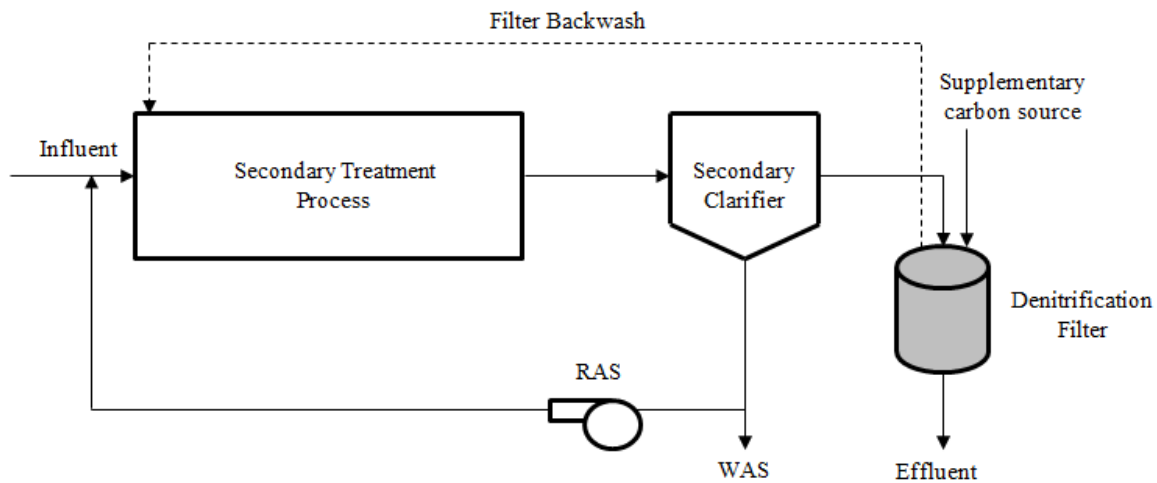 Filter Backwash
Supplementary
carbon source
Influent
Secondary Treatment
Process
Secondary
Clarifier
Denitrification
Filter
RAS
WAS
Effluent